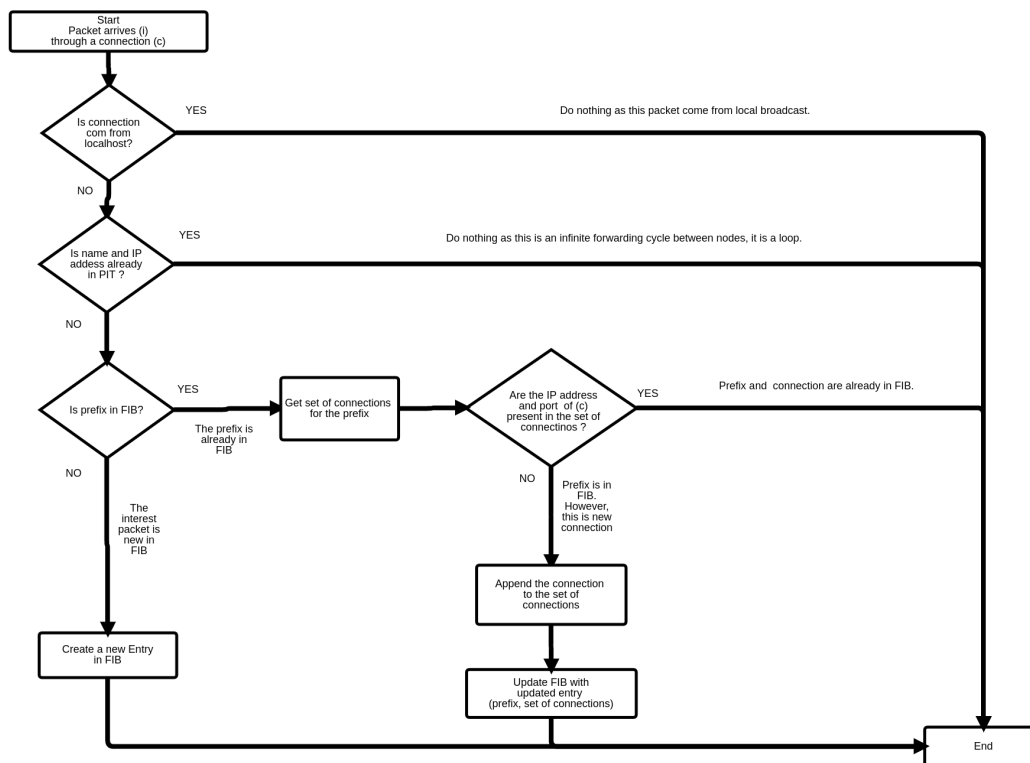 Start
Packet arrives (i)
through a connection (c)
YES
Do nothing as this packet come from local broadcast.
Is connection
com from
localhost?
NO
YES
Do nothing as this is an infinite forwarding cycle between nodes, it is a loop.
Is name and IP
addess already
in PIT ?
NO
YES
Is prefix in FIB?
The prefix is
already in
FIB
Get set of connections
for the prefix
Are the IP address
and port of (c)
present in the set of
connectinos ?
YES
Prefix and connection are already in FIB.
NO
The
interest
packet is
new in
FIB
NO
Prefix is in
FIB.
However,
this is new
connection
Append the connection
to the set of
connections
Create a new Entry
in FIB
Update FIB with
updated entry
(prefix, set of connections)
End